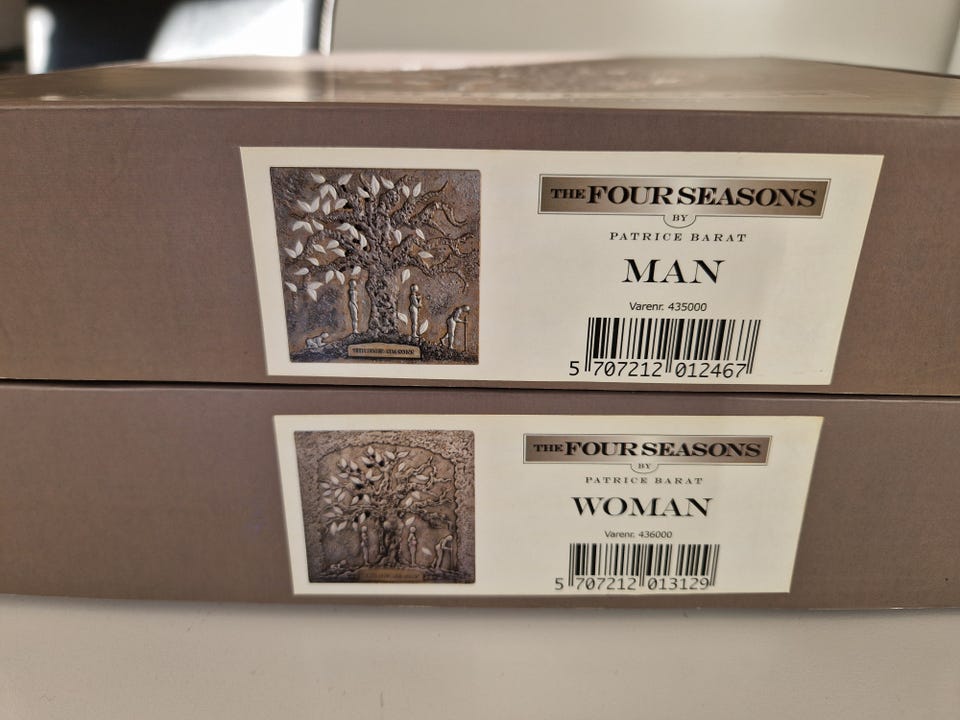 THE FOUR SEASONS
BY
PATRICE BARAT
MAN
Varenr. 435000
5 707212 012467
THE FOUR SEASONS
BY
PATRICE BARAT
WOMAN
Varenr. 436000
5 707212 013129